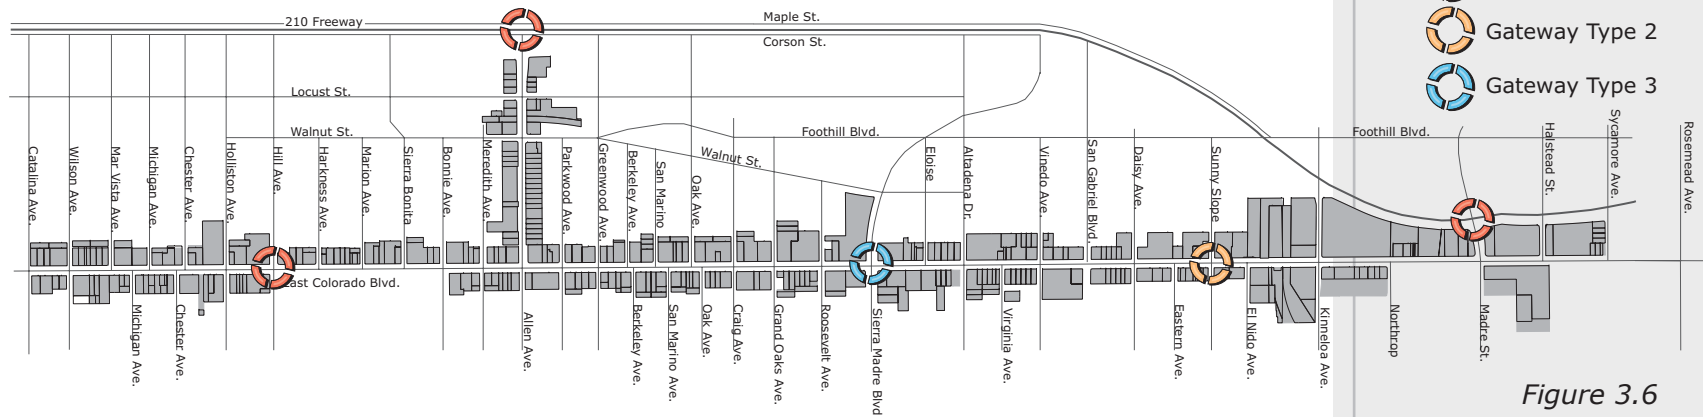 210 Freeway
Maple St.
Corson St.
Gateway Type 2
Gateway Type 3
Locust St.
Walnut St.
Foothill Blvd.
Foothill Blvd.
Walnut St.
Catalina Ave.
Wilson Ave.
Mar Vista Ave.
Michigan Ave.
Chester Ave.
Holliston Ave.
Hill Ave.
Harkness Ave.
Marion Ave.
Sierra Bonita
Bonnie Ave.
Meredith Ave.
Parkwood Ave.
Greenwood Ave.
Berkeley Ave.
San Marino
Oak Ave.
Eloise
Altadena Dr.
Vinedo Ave.
San Gabriel Blvd.
Daisy Ave.
Sunny Slope
Halstead St.
Sycamore Ave.
Rosemead Ave.
East Colorado Blvd.
Michigan Ave.
Chester Ave.
Allen Ave.
Berkeley Ave.
San Marino Ave.
Oak Ave.
Craig Ave.
Grand Oaks Ave.
Roosevelt Ave.
Sierra Madre Blvd
Virginia Ave.
Eastern Ave.
El Nido Ave.
Kinneloa Ave.
Northrop
Madre St.
Figure 3.6